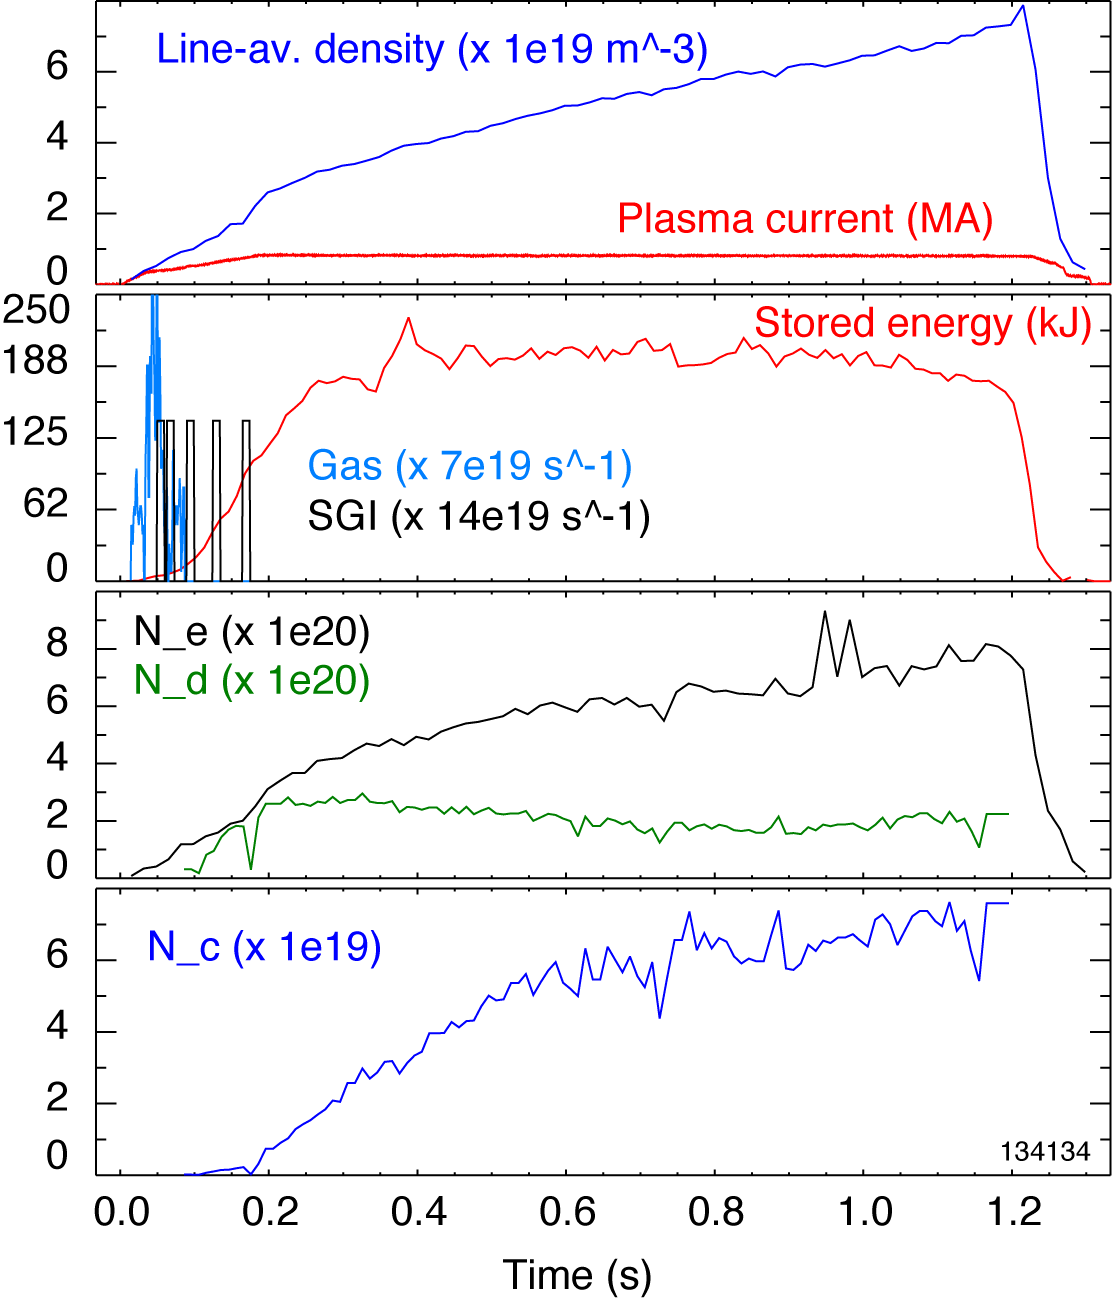 Line-av. density (x 1e19 m^-3)
6
4
2
Plasma current (MA)
0
250
Stored energy (kJ)
188
125
Gas (x 7e19 s^-1)
62
SGI (x 14e19 s^-1)
0
N_e (x 1e20)
8
N_d (x 1e20)
6
4
2
0
N_c (x 1e19)
6
4
2
0
134134
0.0 0.2 0.4 0.6 0.8 1.0 1.2
Time (s)